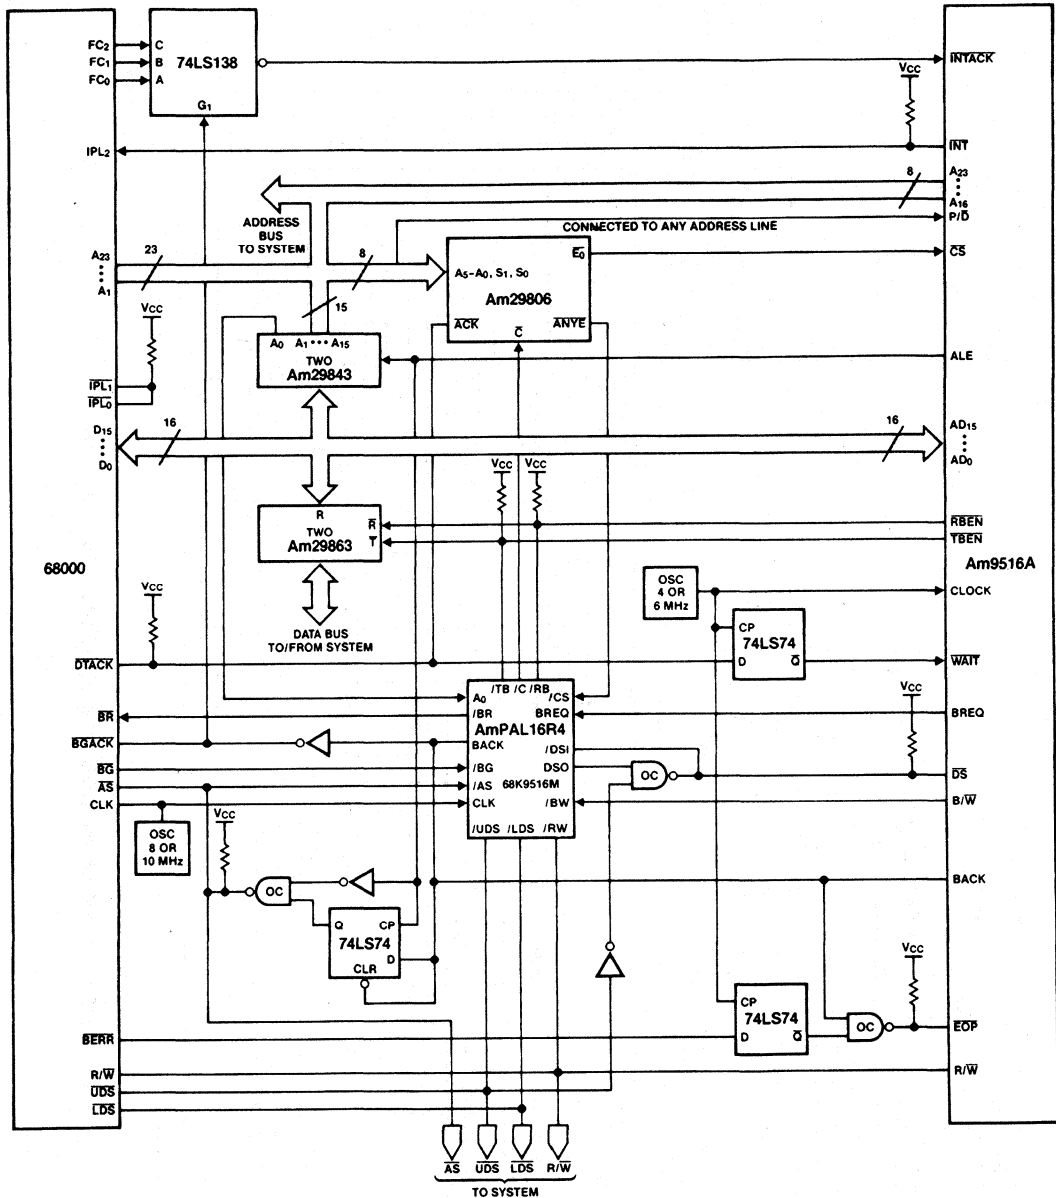 FC2 C
FC1 B 74LS138 INTACK
FC0 A VCC
G1
IPL2 INT
8 A23
A16
ADDRESS P/D
BUS CONNECTED TO ANY ADDRESS LINE
TO SYSTEM
A23 23 8 E0 CS
A5-A0, S1, S0
A1 Am29806
15
VCC ACK C ANYE
A0 A1 ••• A15
TWO ALE
Am29843
IPL1
IPL0
D15 16 16 AD15
D0 AD0
VCC VCC
R
TWO R RBEN
Am29863 T TBEN
68000 Am9516A
OSC
4 OR
6 MHz
CLOCK
VCC
DATA BUS
TO/FROM SYSTEM
CP
74LS74
DTACK D Q WAIT
/TB /C /RB
A0 /CS VCC
BR /BR BREQ BREQ
AmPAL16R4
BGACK BACK /DSI
BG /BG DSO OC DS
AS /AS 68K9516M
CLK CLK /BW B/W
VCC
OSC
8 OR
10 MHz
/UDS /LDS /RW
OC BACK
Q CP
74LS74
D
CLR
VCC
CP
74LS74 OC EOP
BERR D Q
R/W R/W
UDS
LDS
AS UDS LDS R/W
TO SYSTEM